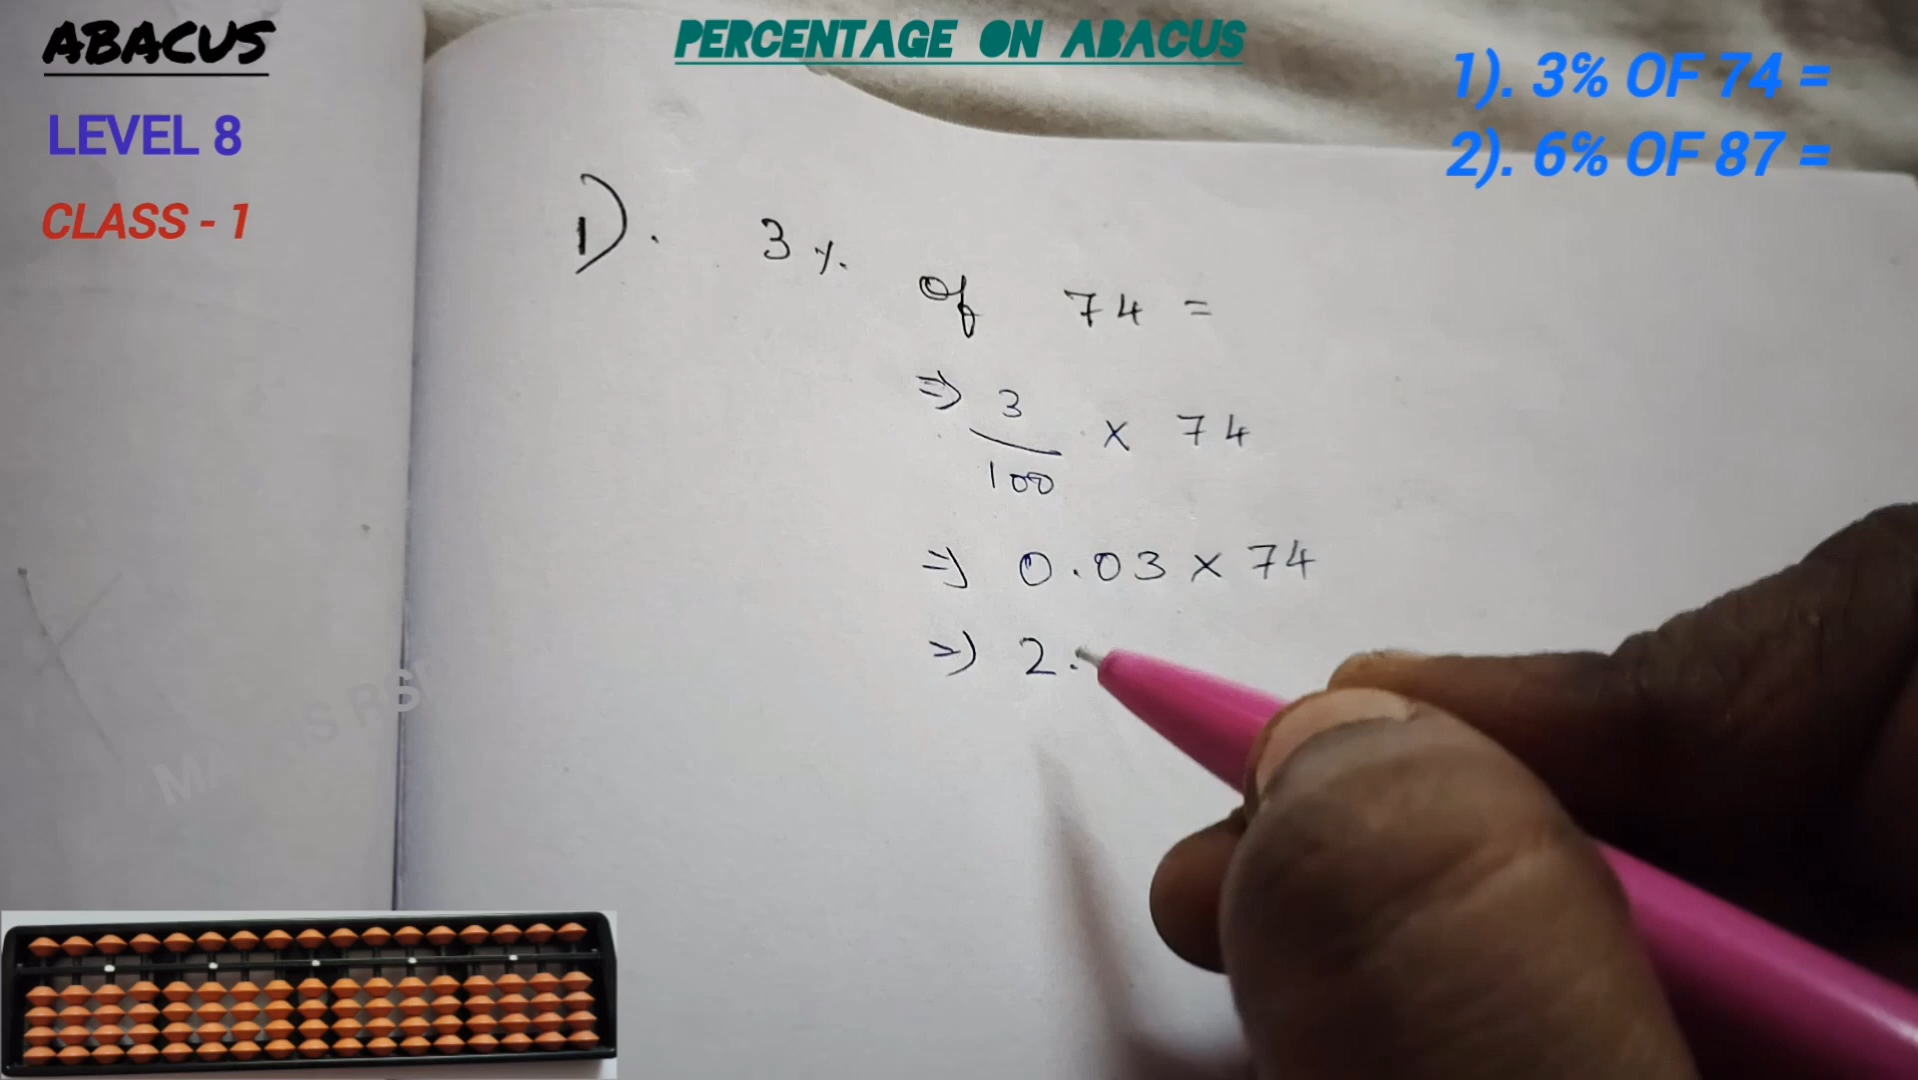 ABACUS
PERCENTAGE ON ABACUS
1). 3% OF 74 =
LEVEL 8
2). 6% OF 87 =
CLASS - 1
1). 3% of 74 =
⇒ 3/100 × 74
⇒ 0.03 × 74
⇒ 2.